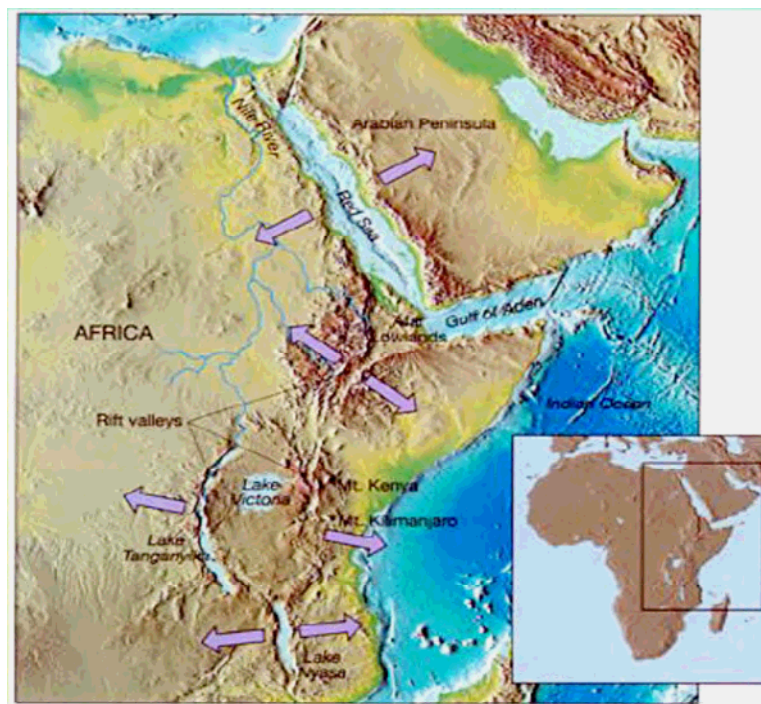 Nile River
Arabian Peninsula
Red Sea
AFRICA
Afar
Lowlands
Gulf of Aden
Indian Ocean
Rift valleys
Lake
Victoria
Mt. Kenya
Mt. Kilimanjaro
Lake
Tanganyika
Lake
Nyasa